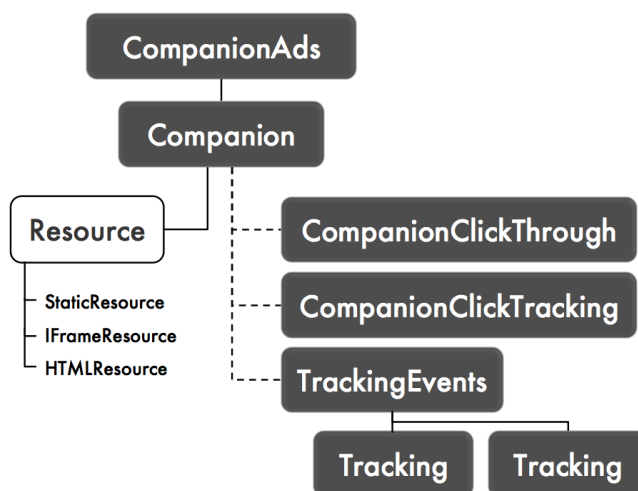 CompanionAds
Companion
Resource
StaticResource
IFrameResource
HTMLResource
CompanionClickThrough
CompanionClickTracking
TrackingEvents
Tracking
Tracking